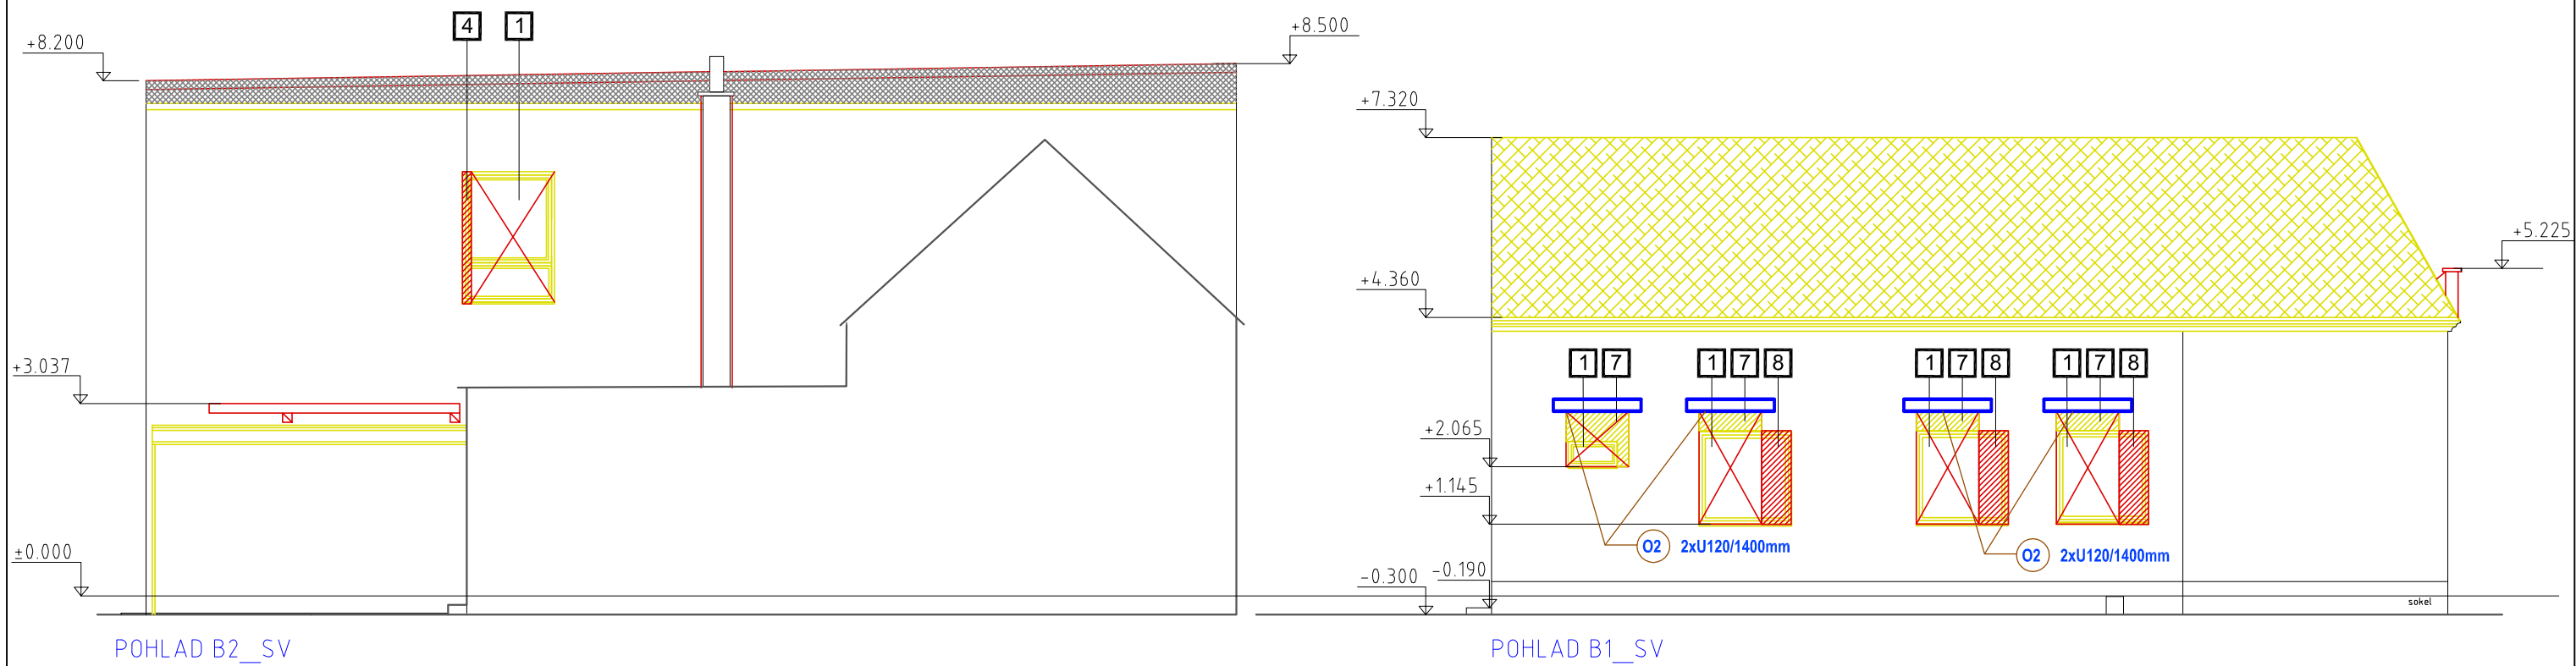 4 1
+8.200
+8.500
+3.037
±0.000
POHLAD B2_SV
+7.320
+5.225
+4.360
1 7 1 7 8 1 7 8 1 7 8
+2.065
+1.145
O2 2xU120/1400mm
O2 2xU120/1400mm
-0.300
-0.190
sokel
POHLAD B1_SV